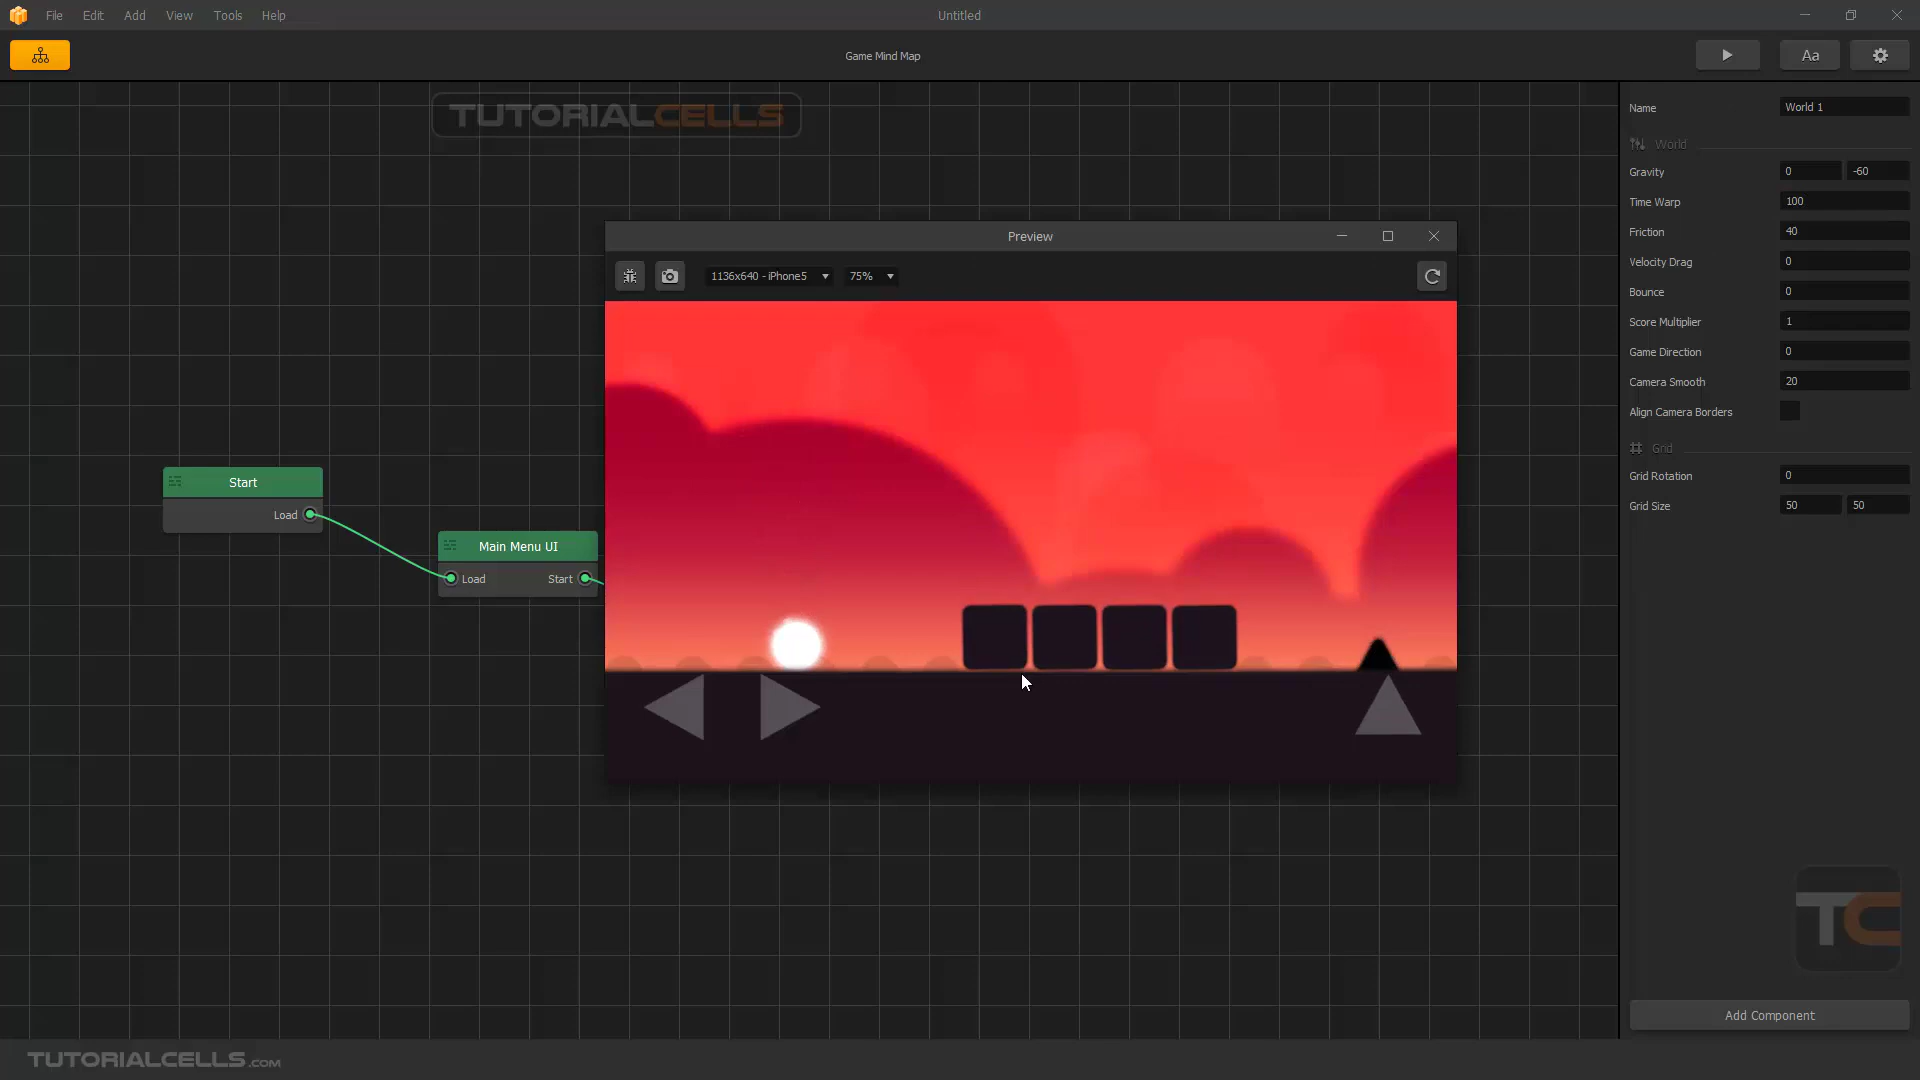 File Edit Add View Tools Help
Untitled
Game Mind Map
Aa
TUTORIALCELLS
Name World 1
World
Gravity 0 -60
Time Warp 100
Friction 40
Velocity Drag 0
Bounce 0
Score Multiplier 1
Game Direction 0
Camera Smooth 20
Align Camera Borders
Grid
Grid Rotation 0
Grid Size 50 50
Preview
1136x640 - iPhone5 75%
Start
Load
Main Menu UI
Load Start
TC
Add Component
TUTORIALCELLS.COM